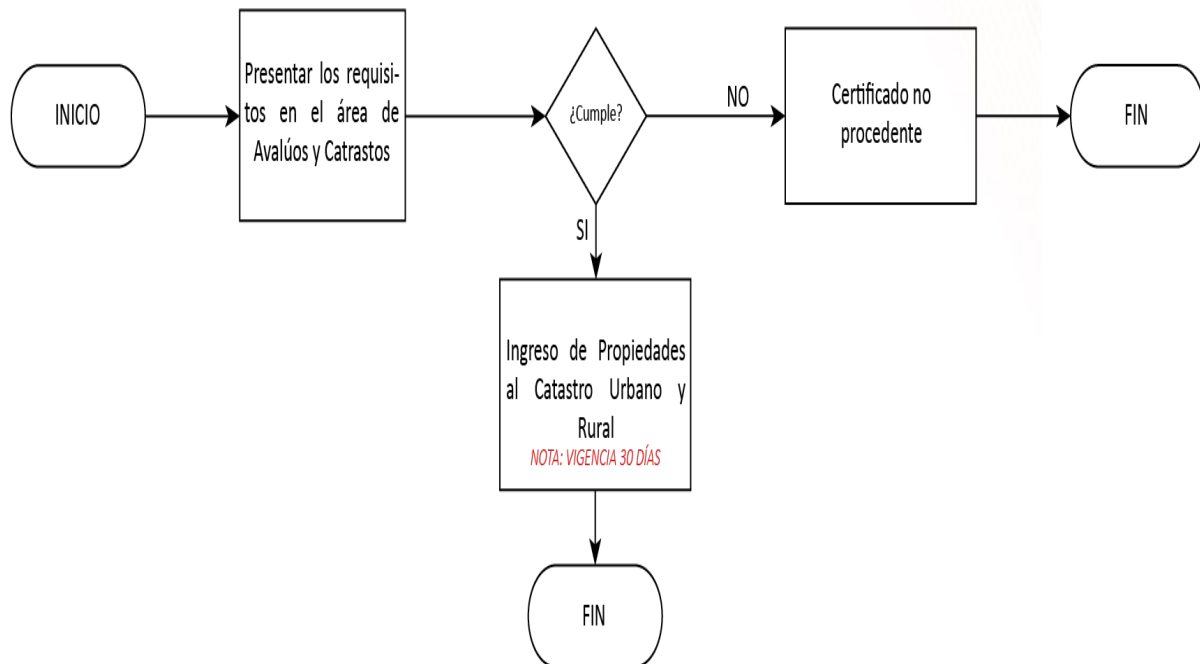 INICIO
Presentar los requisi-
tos en el área de
Avalúos y Catrastos
¿Cumple?
NO
Certificado no
procedente
FIN
SI
Ingreso de Propiedades
al Catastro Urbano y
Rural
NOTA: VIGENCIA 30 DÍAS
FIN